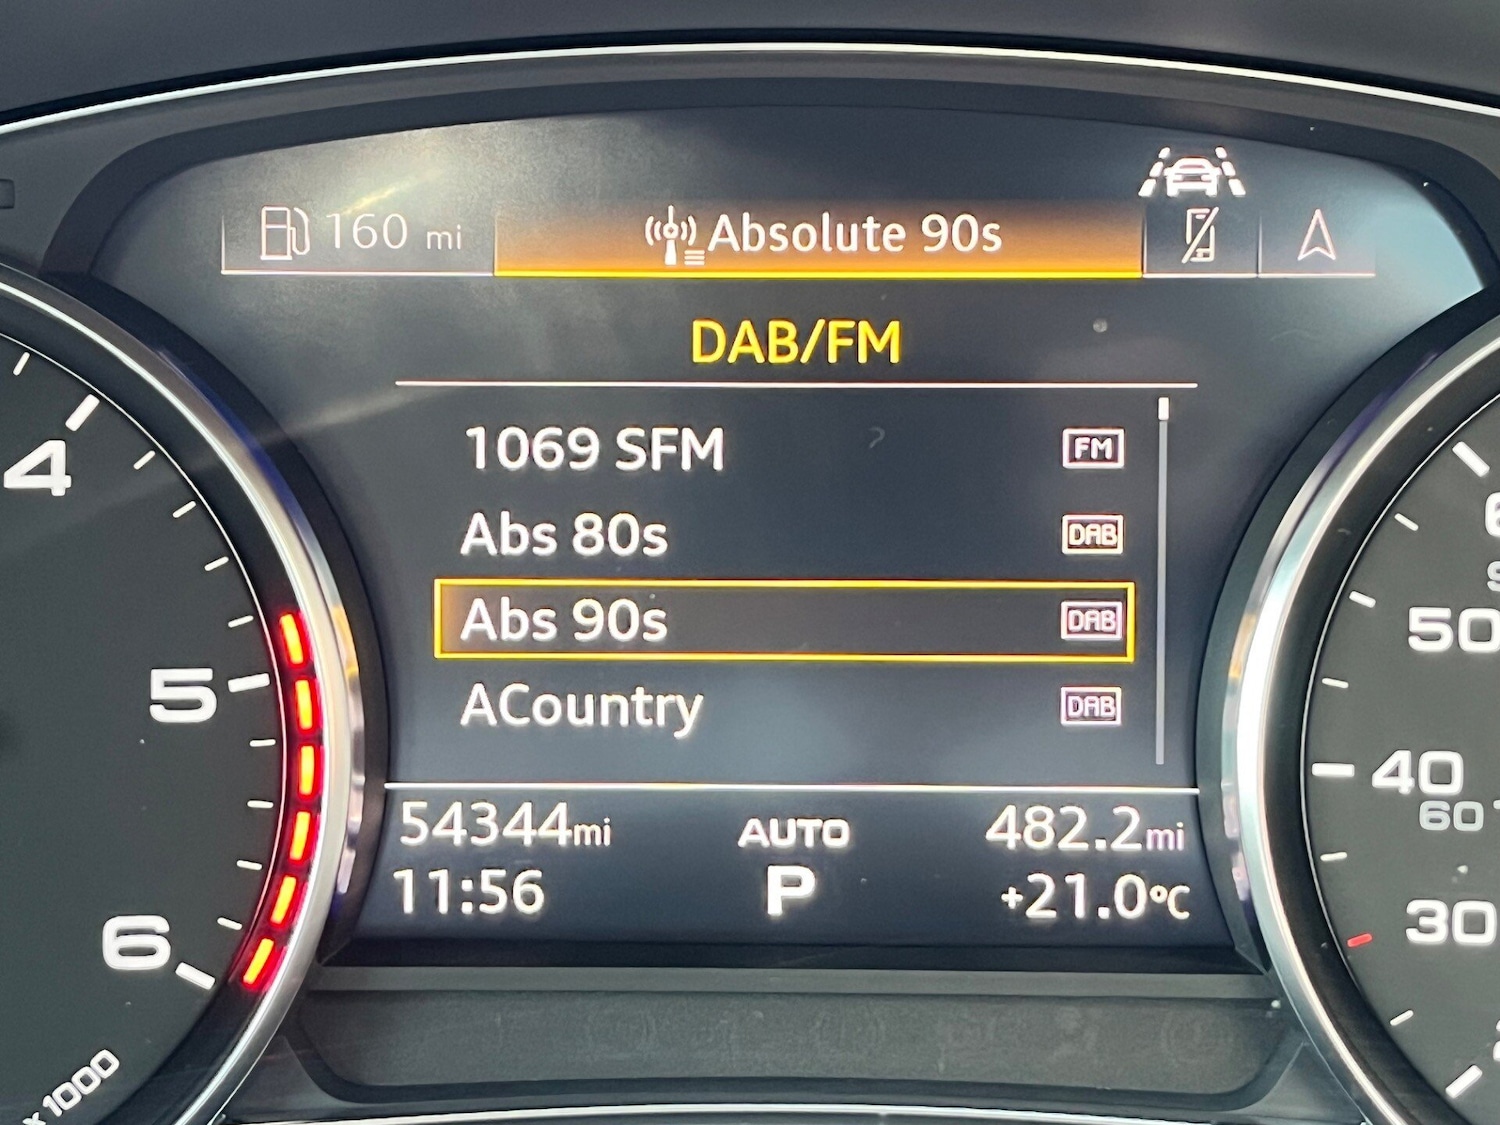 160 mi
Absolute 90s
DAB/FM
1069 SFM FM
Abs 80s DAB
Abs 90s DAB
ACountry DAB
54344mi AUTO 482.2mi
11:56 P +21.0°C
4
5
6
x 1000
50
40
60
30